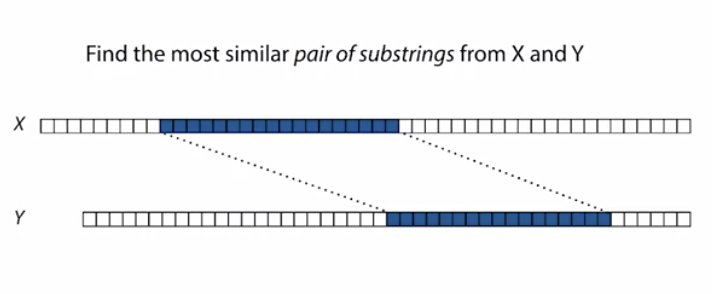 Find the most similar pair of substrings from X and Y
X
Y